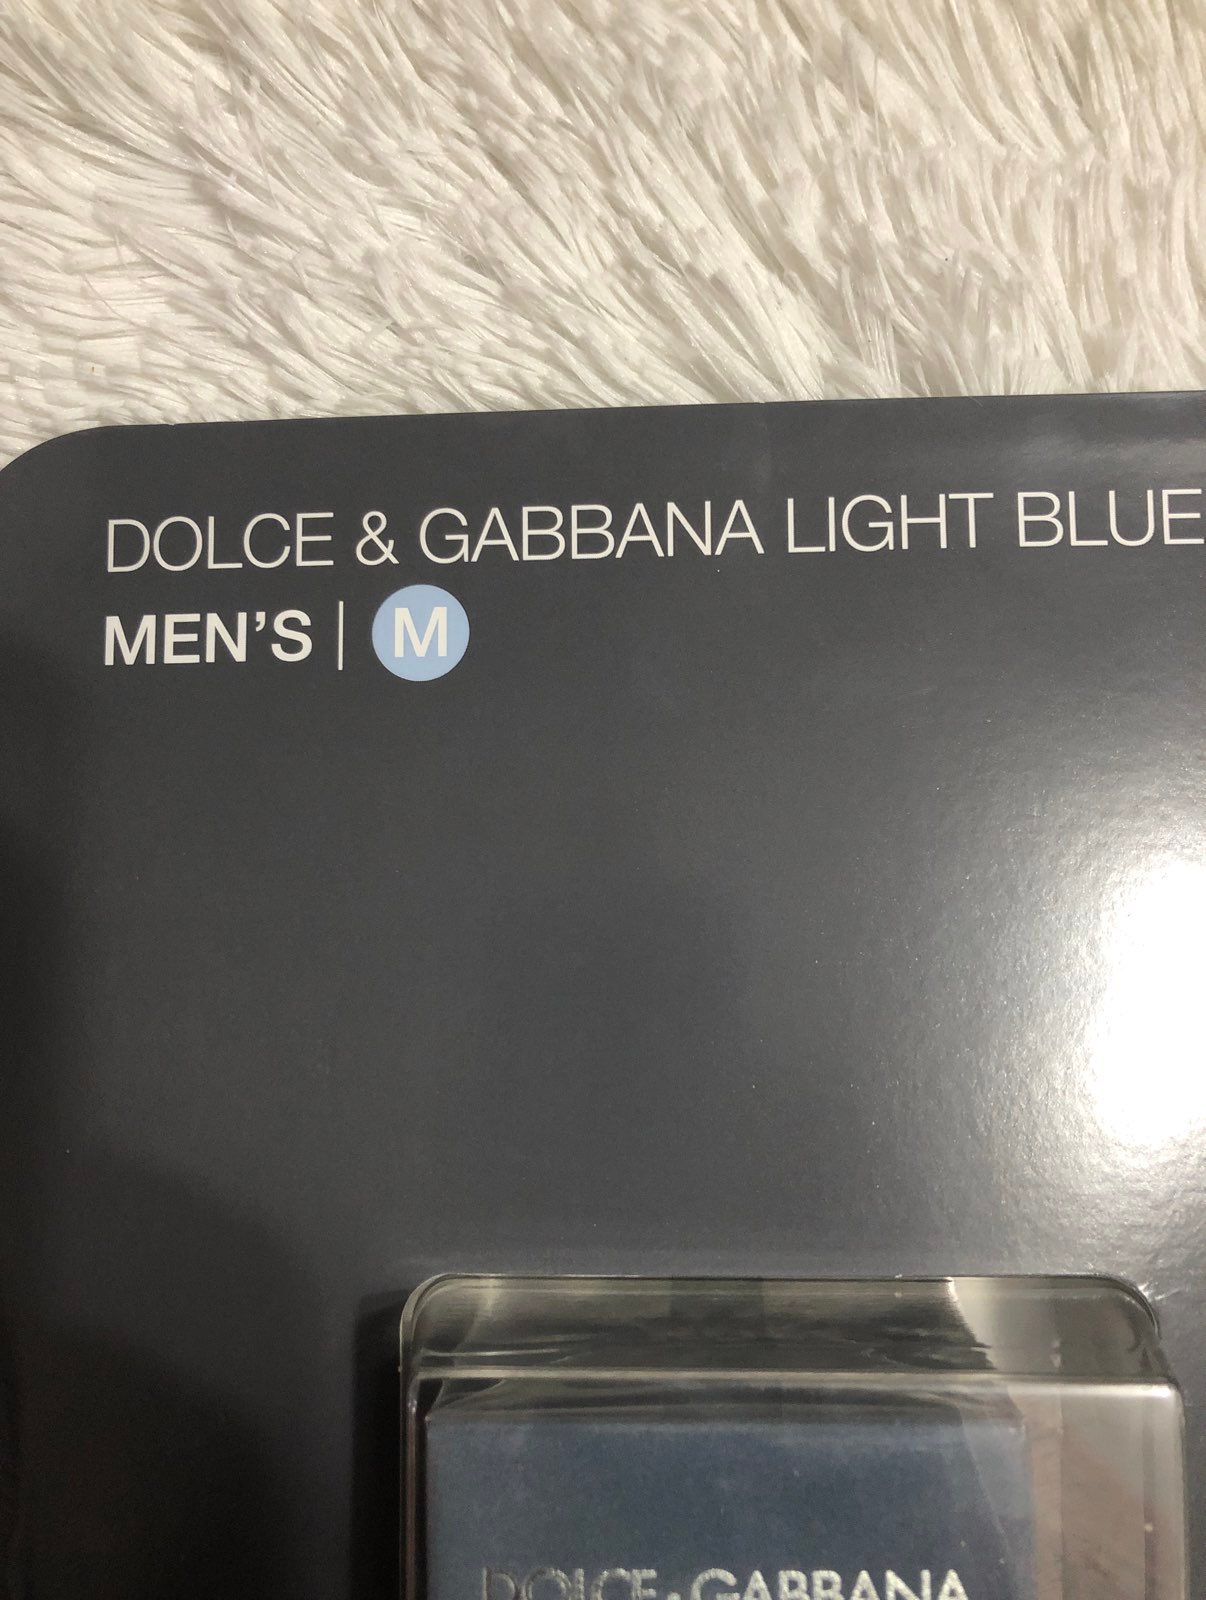 DOLCE & GABBANA LIGHT BLUE
MEN'S | M
DOLCE & GABBANA